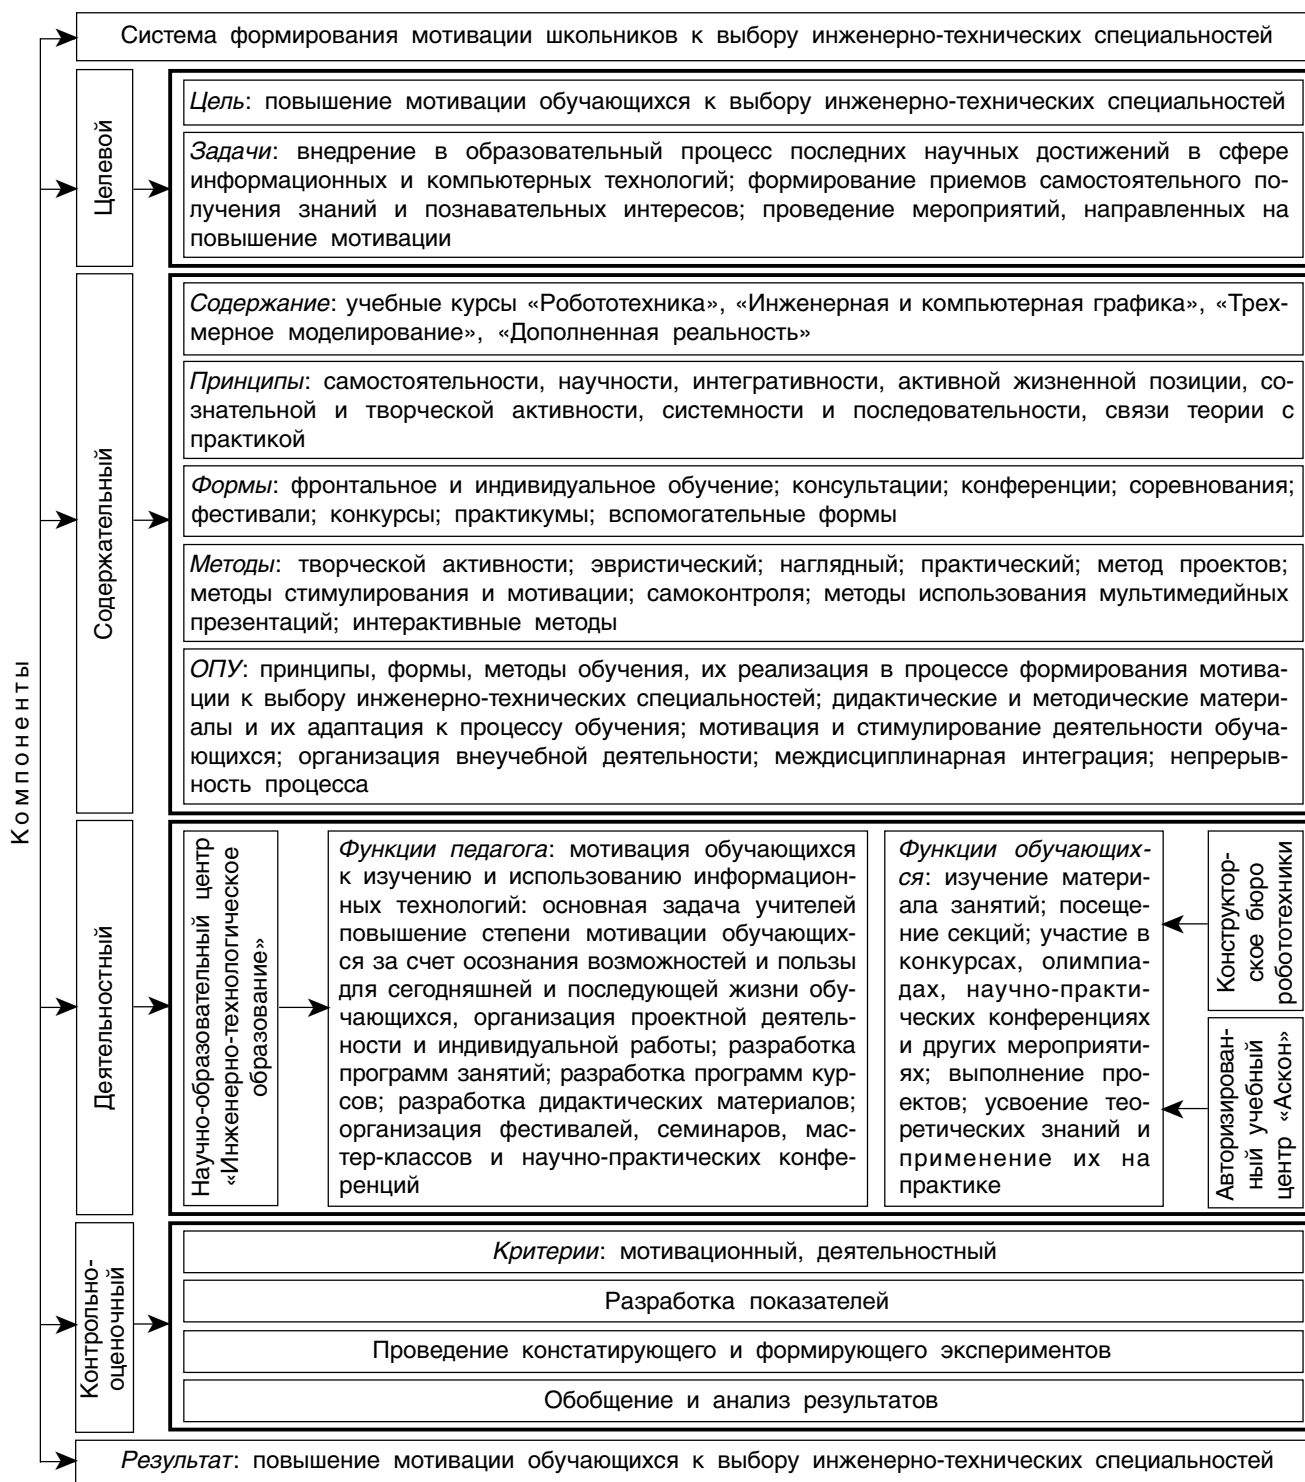 Система формирования мотивации школьников к выбору инженерно-технических специальностей
Компоненты
Целевой
Цель: повышение мотивации обучающихся к выбору инженерно-технических специальностей
Задачи: внедрение в образовательный процесс последних научных достижений в сфере
информационных и компьютерных технологий; формирование приемов самостоятельного по-
лучения знаний и познавательных интересов; проведение мероприятий, направленных на
повышение мотивации
Содержательный
Содержание: учебные курсы «Робототехника», «Инженерная и компьютерная графика», «Трех-
мерное моделирование», «Дополненная реальность»
Принципы: самостоятельности, научности, интегративности, активной жизненной позиции, со-
знательной и творческой активности, системности и последовательности, связи теории с
практикой
Формы: фронтальное и индивидуальное обучение; консультации; конференции; соревнования;
фестивали; конкурсы; практикумы; вспомогательные формы
Методы: творческой активности; эвристический; наглядный; практический; метод проектов;
методы стимулирования и мотивации; самоконтроля; методы использования мультимедийных
презентаций; интерактивные методы
ОПУ: принципы, формы, методы обучения, их реализация в процессе формирования мотива-
ции к выбору инженерно-технических специальностей; дидактические и методические матери-
алы и их адаптация к процессу обучения; мотивация и стимулирование деятельности обуча-
ющихся; организация внеучебной деятельности; междисциплинарная интеграция; непрерыв-
ность процесса
Деятельностный
Научно-образовательный центр
«Инженерно-технологическое
образование»
Функции педагога: мотивация обучающихся
к изучению и использованию информацион-
ных технологий: основная задача учителей
повышение степени мотивации обучающих-
ся за счет осознания возможностей и пользы
для сегодняшней и последующей жизни обу-
чающихся, организация проектной деятель-
ности и индивидуальной работы; разработка
программ занятий; разработка программ кур-
сов; разработка дидактических материалов;
организация фестивалей, семинаров, мас-
тер-классов и научно-практических конфе-
ренций
Функции обучающих-
ся: изучение матери-
ала занятий; посеще-
ние секций; участие в
конкурсах, олимпиа-
дах, научно-практи-
ческих конференциях
и других мероприяти-
ях; выполнение про-
ектов; усвоение тео-
ретических знаний и
применение их на
практике
Конструктор-
ское бюро
робототехники
Авторизирован-
ный учебный
центр «Аскон»
Контрольно-
оценочный
Критерии: мотивационный, деятельностный
Разработка показателей
Проведение констатирующего и формирующего экспериментов
Обобщение и анализ результатов
Результат: повышение мотивации обучающихся к выбору инженерно-технических специальностей